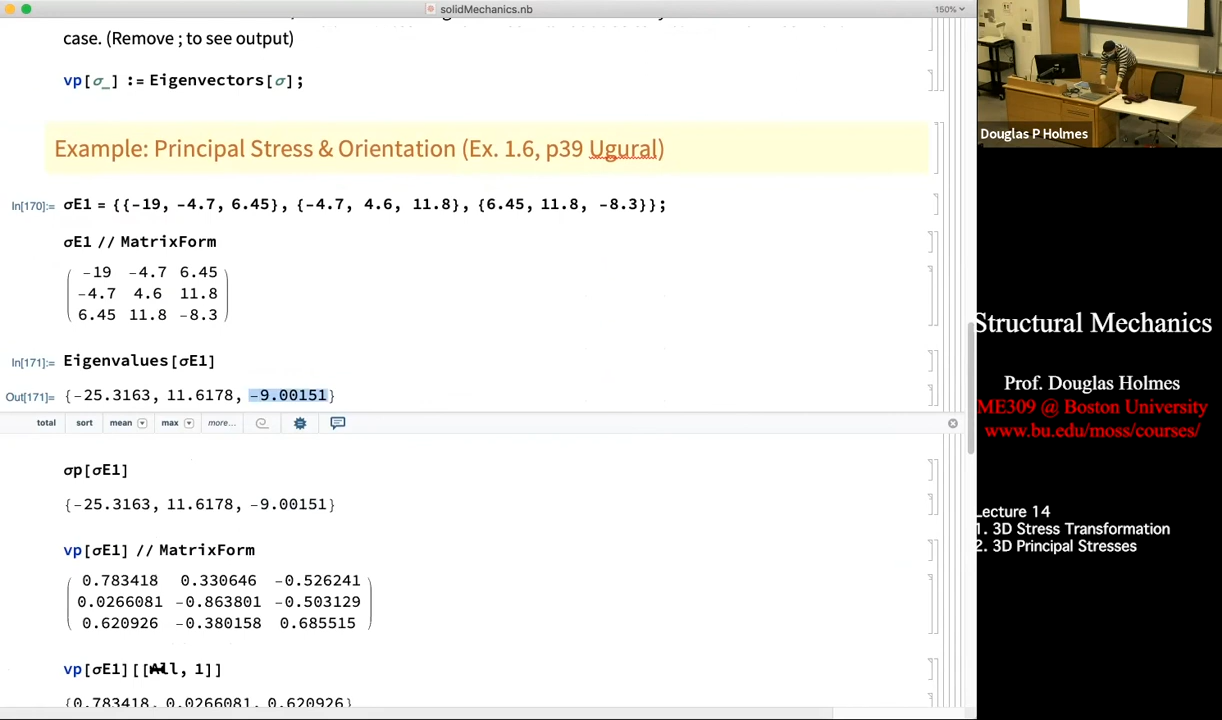 solidMechanics.nb
150%
case. (Remove ; to see output)
vp[σ_] := Eigenvectors[σ];
Example: Principal Stress & Orientation (Ex. 1.6, p39 Ugural)
In[170]:= σE1 = {{-19, -4.7, 6.45}, {-4.7, 4.6, 11.8}, {6.45, 11.8, -8.3}};
σE1 // MatrixForm
-19 -4.7 6.45
-4.7 4.6 11.8
6.45 11.8 -8.3
In[171]:= Eigenvalues[σE1]
Out[171]= {-25.3163, 11.6178, -9.00151}
total sort mean max more...
σp[σE1]
{-25.3163, 11.6178, -9.00151}
vp[σE1] // MatrixForm
0.783418 0.330646 -0.526241
0.0266081 -0.863801 -0.503129
0.620926 -0.380158 0.685515
vp[σE1][[All, 1]]
{0.783418, 0.0266081, 0.620926}
Douglas P Holmes
Structural Mechanics
Prof. Douglas Holmes
ME309 @ Boston University
www.bu.edu/moss/courses/
Lecture 14
1. 3D Stress Transformation
2. 3D Principal Stresses